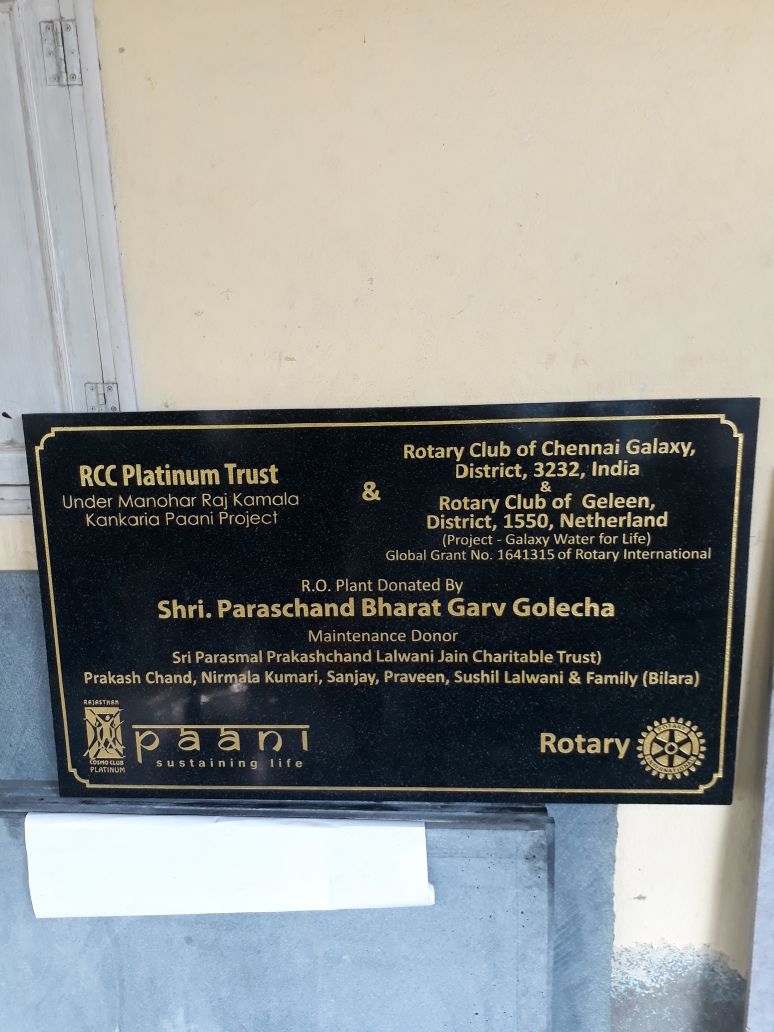 RCC Platinum Trust
Under Manohar Raj Kamala
Kankaria Paani Project
&
Rotary Club of Chennai Galaxy,
District, 3232, India
&
Rotary Club of Geleen,
District, 1550, Netherland
(Project - Galaxy Water for Life)
Global Grant No. 1641315 of Rotary International
R.O. Plant Donated By
Shri. Paraschand Bharat Garv Golecha
Maintenance Donor
Sri Parasmal Prakashchand Lalwani Jain Charitable Trust)
Prakash Chand, Nirmala Kumari, Sanjay, Praveen, Sushil Lalwani & Family (Bilara)
RAJASTHAN
COSMO CLUB
PLATINUM
paani
sustaining life
Rotary
ROTARY
INTERNATIONAL